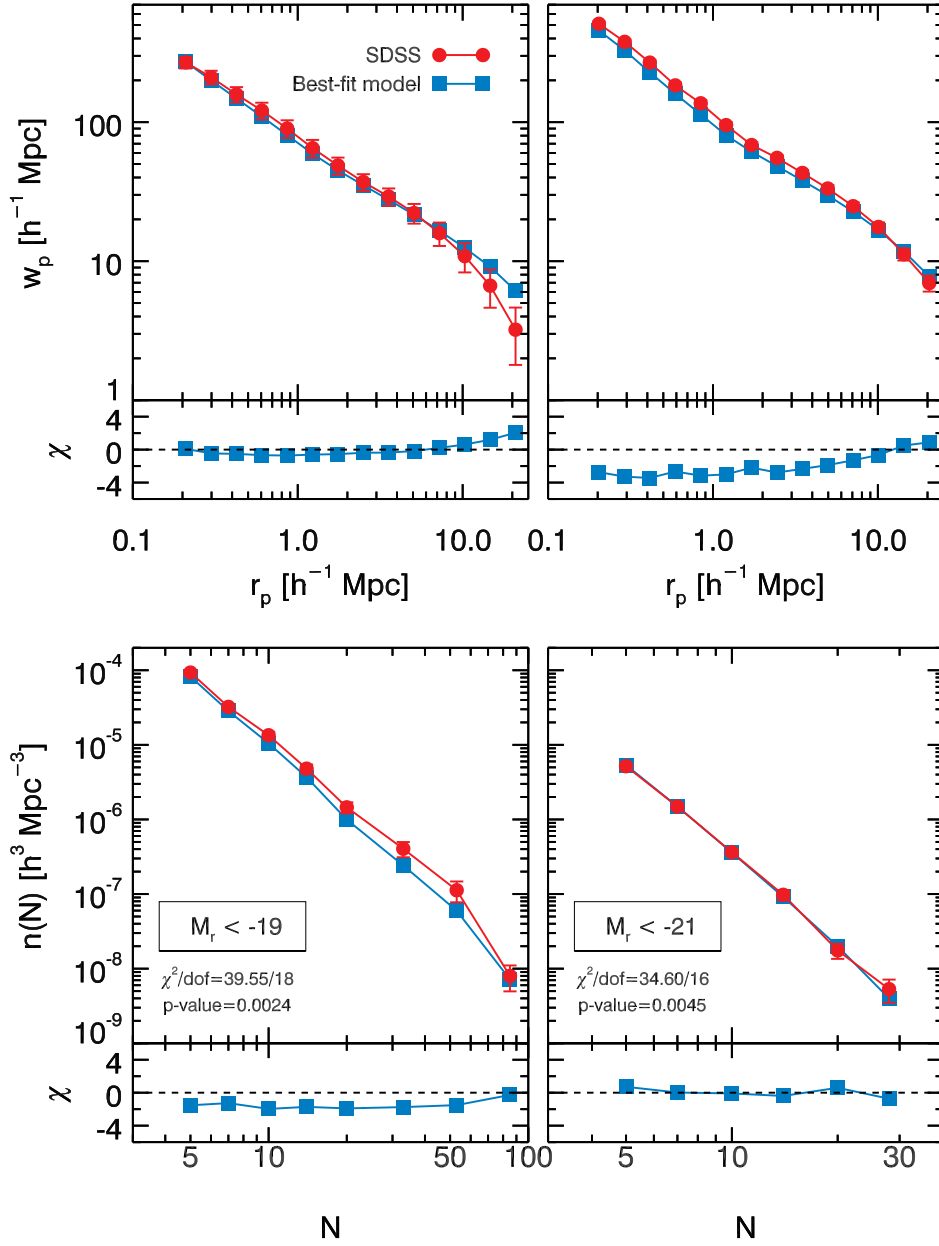 SDSS
Best-fit model
w_p [h^−1 Mpc]
100
10
1
χ
4
0
-4
0.1 1.0 10.0 0.1 1.0 10.0
r_p [h^−1 Mpc] r_p [h^−1 Mpc]
n(N) [h^3 Mpc^−3]
10^-4
10^-5
10^-6
10^-7
10^-8
10^-9
M_r < -19
χ^2/dof=39.55/18
p-value=0.0024
M_r < -21
χ^2/dof=34.60/16
p-value=0.0045
χ
4
0
-4
5 10 50 100 5 10 30
N N